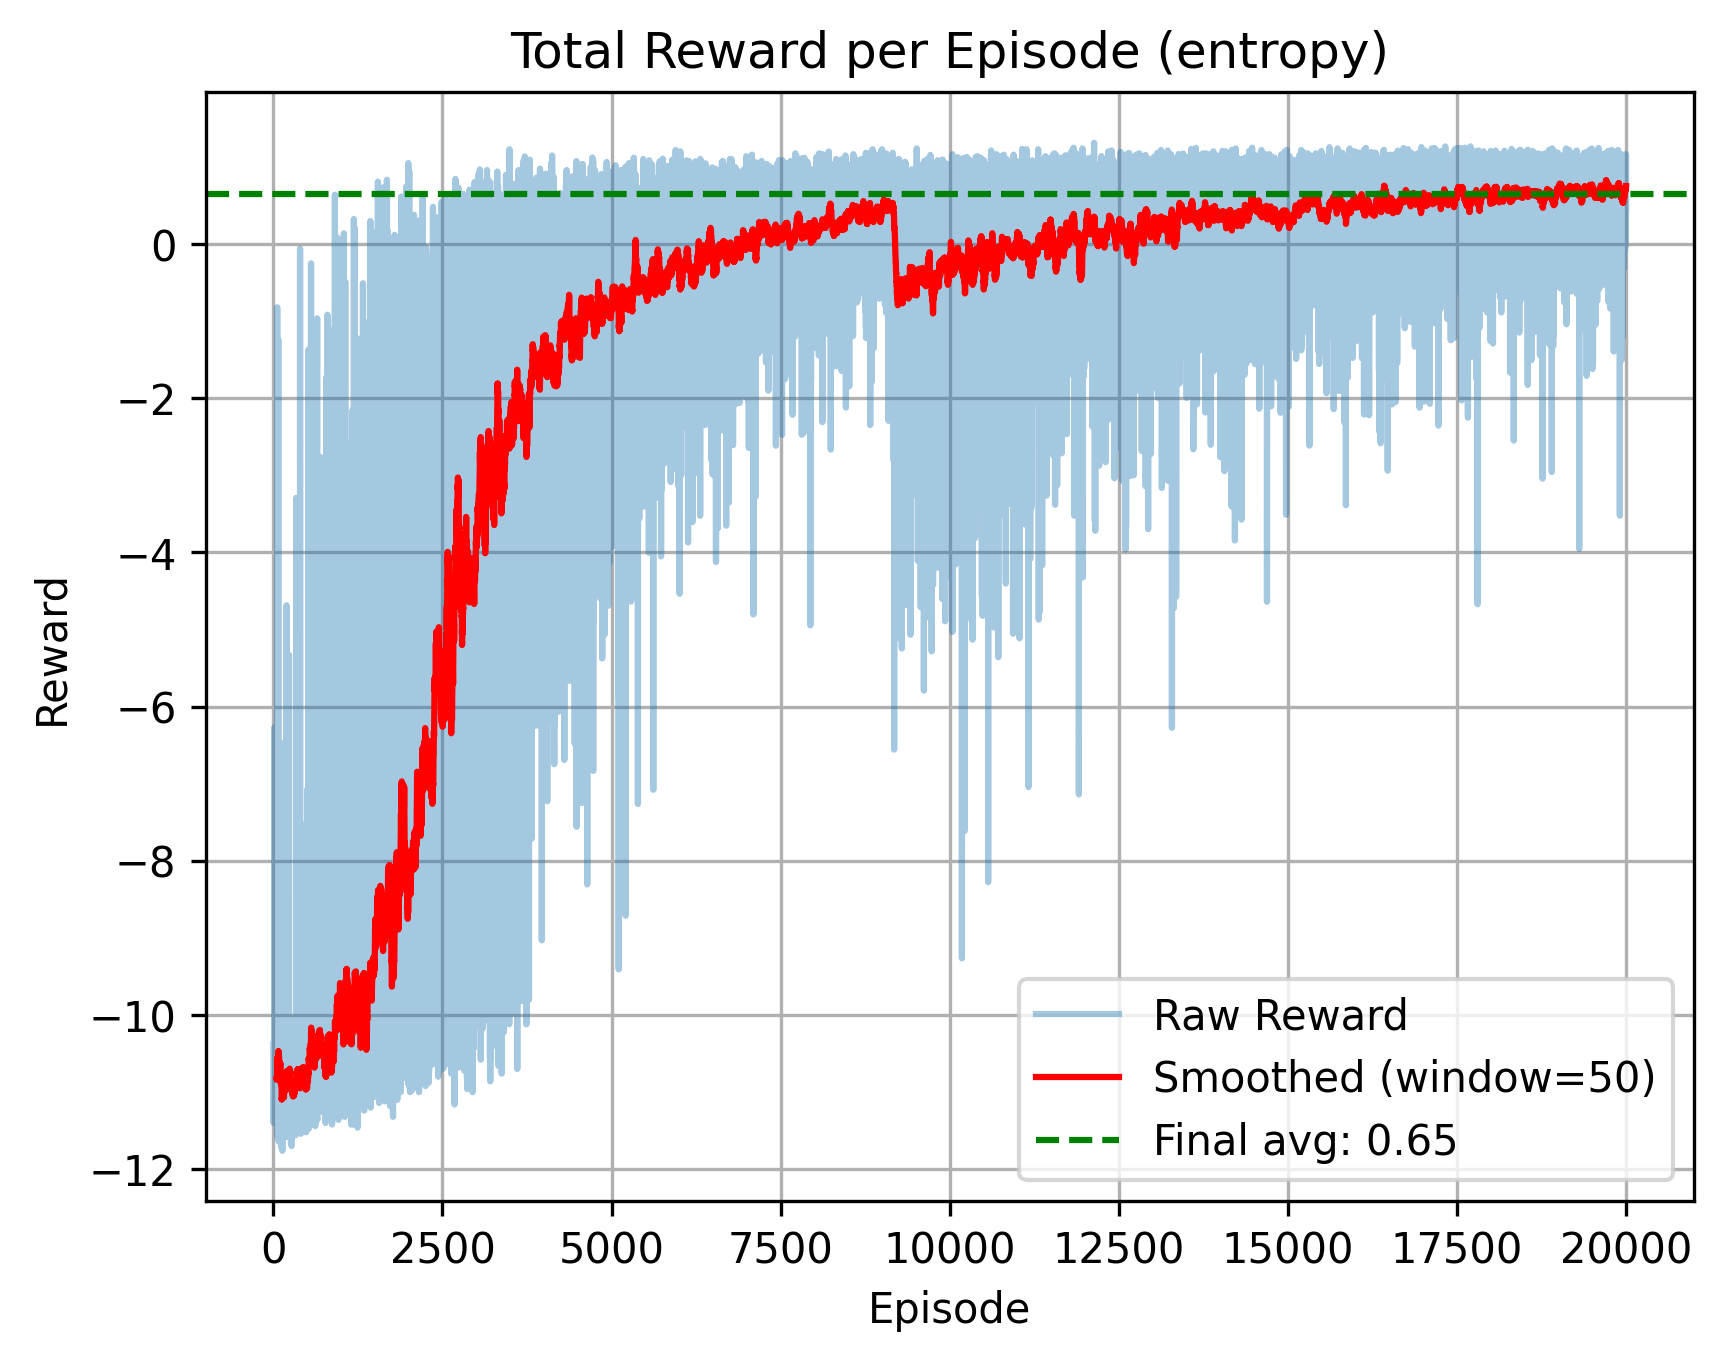 Total Reward per Episode (entropy)
Reward
0
−2
−4
−6
−8
−10
−12
Raw Reward
Smoothed (window=50)
Final avg: 0.65
0 2500 5000 7500 10000 12500 15000 17500 20000
Episode